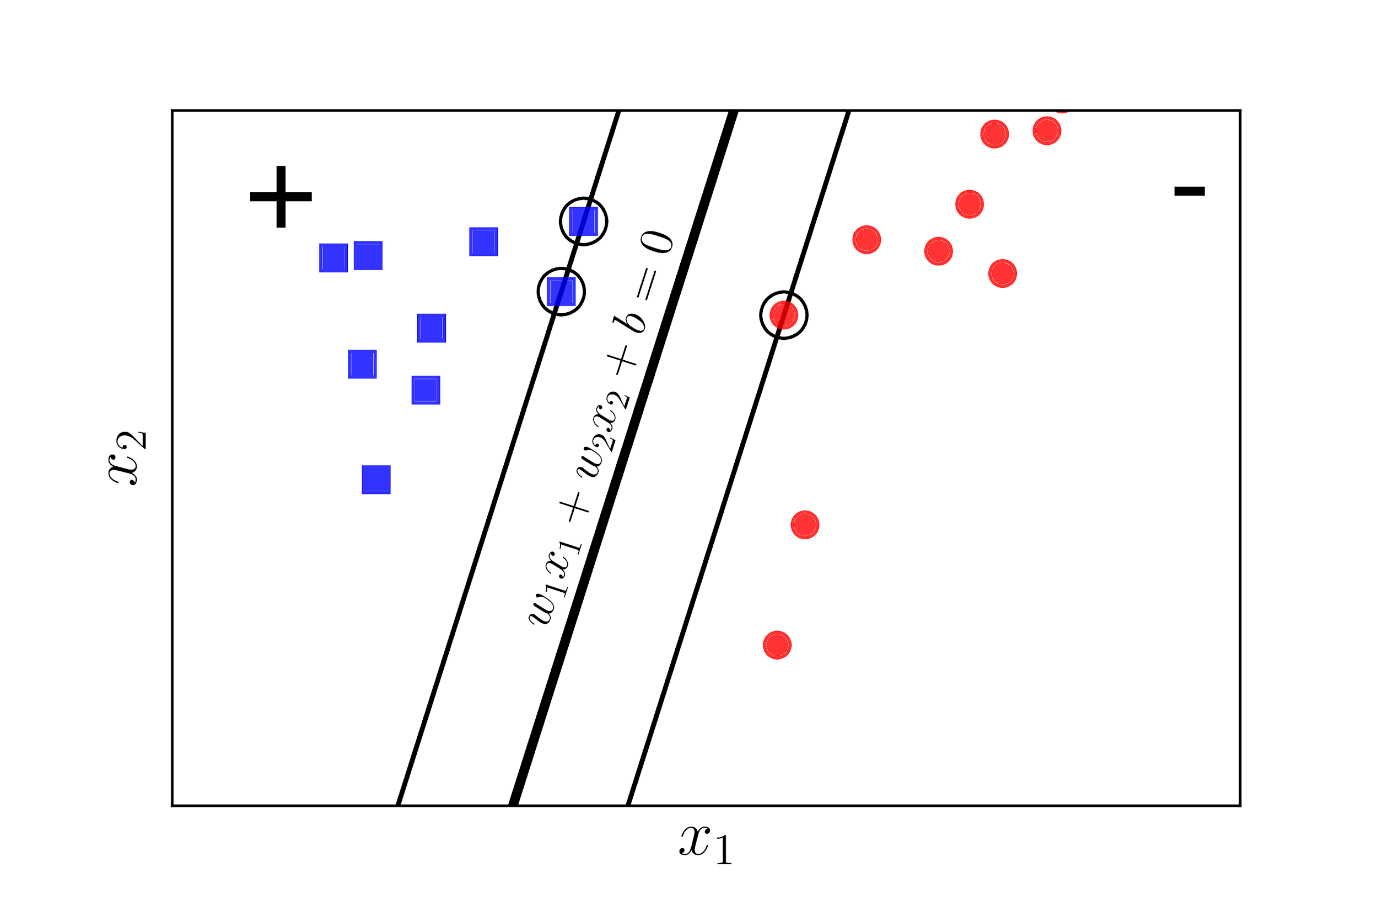 +
-
w₁x₁ + w₂x₂ + b = 0
x₂
x₁